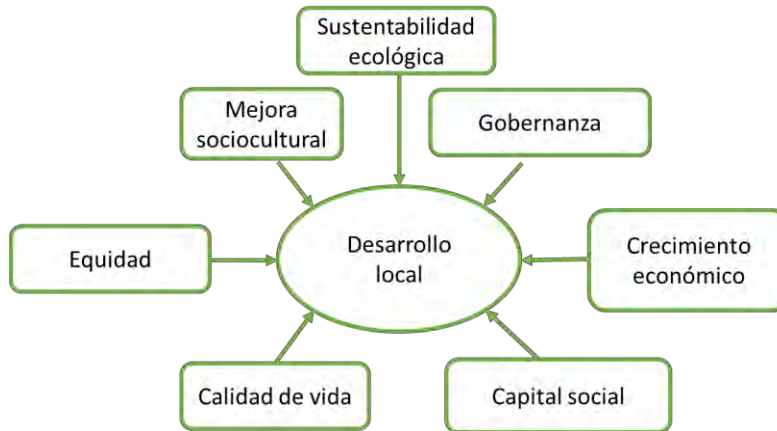 Sustentabilidad
ecológica
Mejora
sociocultural
Gobernanza
Equidad
Desarrollo
local
Crecimiento
económico
Calidad de vida
Capital social